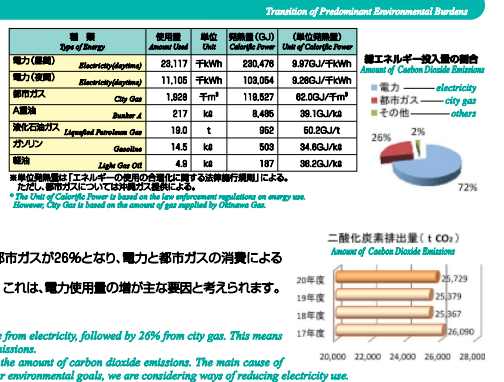 Transition of Predominant Environmental Burdens
種 類 使用量 単位 発熱量(GJ) (単位発熱量)
Type of Energy Amount Used Unit Calorific Power Unit of Calorific Power
電力(昼間) Electricity(daytime) 23,117 千kWh 230,476 9.97GJ/千kWh
電力(夜間) Electricity(daytime) 11,105 千kWh 103,054 9.28GJ/千kWh
都市ガス City Gas 1,928 千m³ 119,527 62.0GJ/千m³
A重油 Bunker A 217 kℓ 8,485 39.1GJ/kℓ
液化石油ガス Liquafied Petroleum Gas 19.0 t 952 50.2GJ/t
ガソリン Gasoline 14.5 kℓ 503 34.6GJ/kℓ
軽油 Light Gas Oil 4.9 kℓ 187 38.2GJ/kℓ
※単位発熱量は「エネルギーの使用の合理化に関する法律施行規則」による。
ただし、都市ガスについては沖縄ガス提供による。
* The Unit of Calorific Power is based on the law enforcement regulations on energy use.
However, City Gas is based on the amount of gas supplied by Okinawa Gas.
総エネルギー投入量の割合
Amount of Caebon Dioxide Emissions
電力 electricity
都市ガス city gas
その他 others
26%
2%
72%
都市ガスが26%となり、電力と都市ガスの消費による
これは、電力使用量の増が主な要因と考えられます。
from electricity, followed by 26% from city gas. This means
the amount of carbon dioxide emissions. The main cause of
environmental goals, we are considering ways of reducing electricity use.
二酸化炭素排出量(t CO₂)
Amount of Caebon Dioxide Emissions
20年度 25,729
19年度 25,379
18年度 25,367
17年度 26,090
20,000 22,000 24,000 26,000 28,000